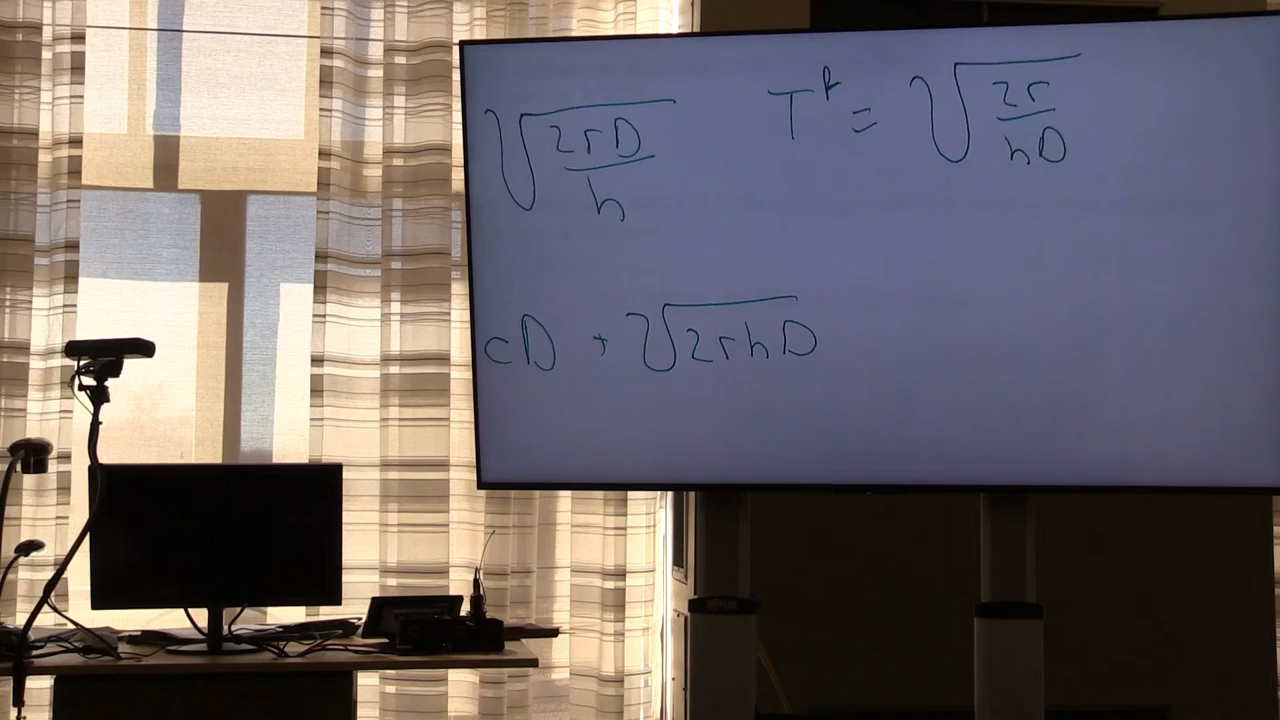 √(2rD/h) T* = √(2r/hD)
cD + √(2rhD)